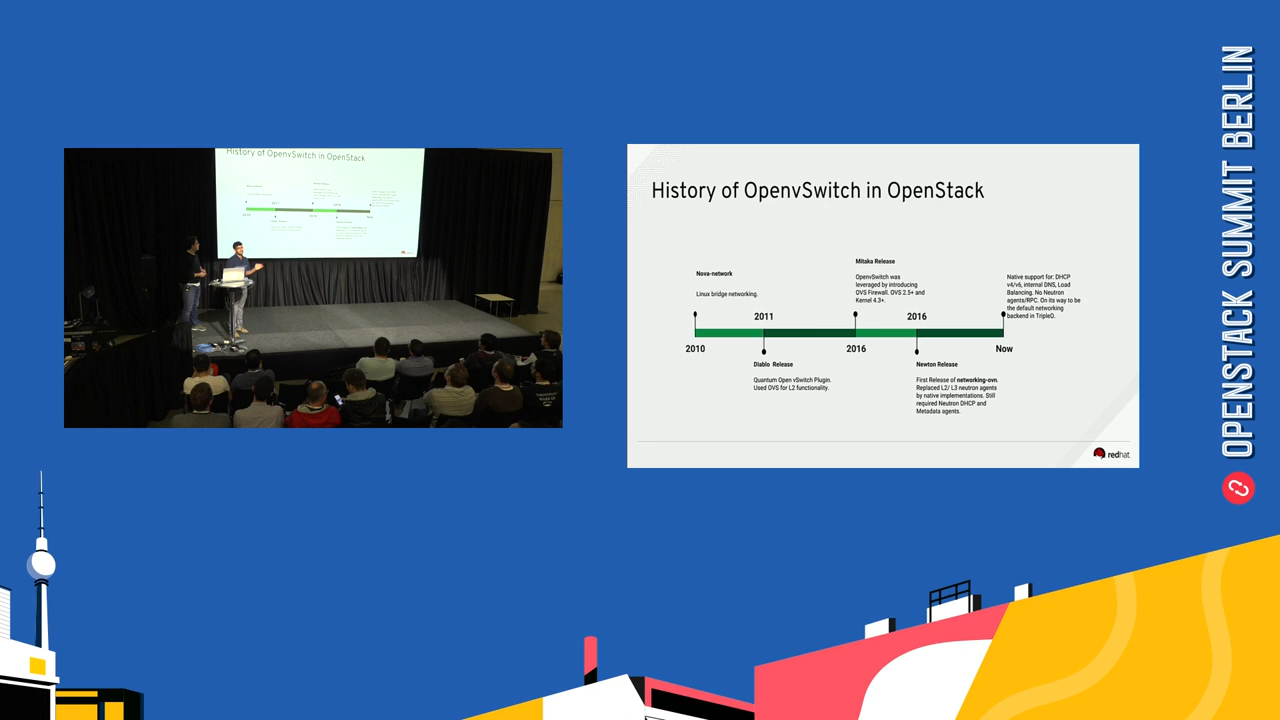 History of OpenvSwitch in OpenStack
History of OpenvSwitch in OpenStack
Nova-network
Linux bridge networking.
Mitaka Release
OpenvSwitch was
leveraged by introducing
OVS Firewall. OVS 2.5+ and
Kernel 4.3+.
Native support for: DHCP
v4/v6, internal DNS, Load
Balancing. No Neutron
agents/RPC. On its way to be
the default networking
backend in TripleO.
2011
2016
2010
2016
Now
Diablo Release
Quantum Open vSwitch Plugin.
Used OVS for L2 functionality.
Newton Release
First Release of networking-ovn.
Replaced L2/ L3 neutron agents
by native implementations. Still
required Neutron DHCP and
Metadata agents.
redhat
OPENSTACK SUMMIT BERLIN